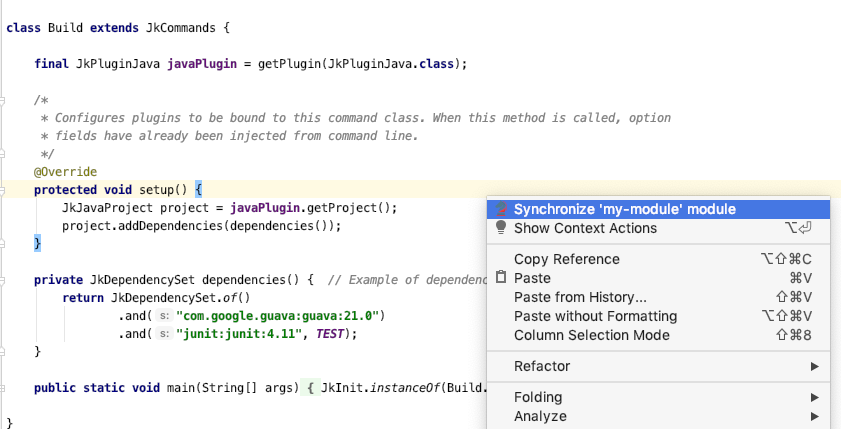 class Build extends JkCommands {
final JkPluginJava javaPlugin = getPlugin(JkPluginJava.class);
/*
* Configures plugins to be bound to this command class. When this method is called, option
* fields have already been injected from command line.
*/
@Override
protected void setup() {
JkJavaProject project = javaPlugin.getProject();
project.addDependencies(dependencies());
}
private JkDependencySet dependencies() {  // Example of dependenc
return JkDependencySet.of()
.and( s: "com.google.guava:guava:21.0")
.and( s: "junit:junit:4.11", TEST);
}
public static void main(String[] args) { JkInit.instanceOf(Build.
}
Synchronize 'my-module' module
Show Context Actions ⌥⏎
Copy Reference ⌥⇧⌘C
Paste ⌘V
Paste from History... ⇧⌘V
Paste without Formatting ⌥⇧⌘V
Column Selection Mode ⇧⌘8
Refactor
Folding
Analyze